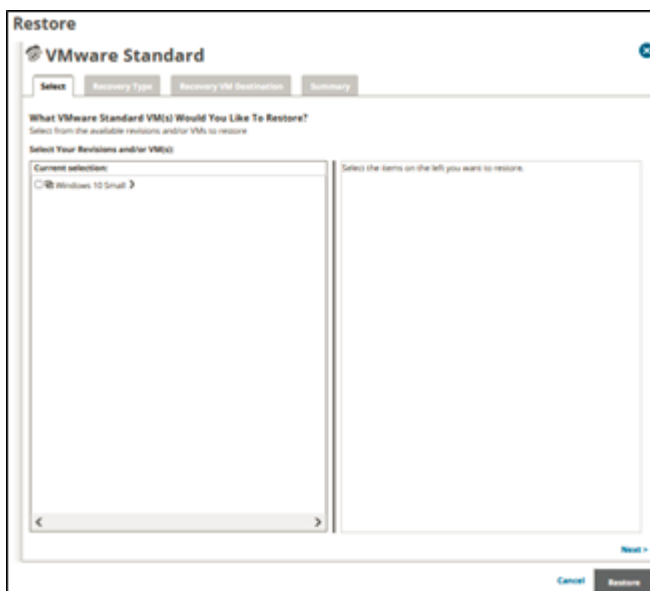 Restore
VMware Standard
Select Recovery Type Recovery VM Destination Summary
What VMware Standard VM(s) Would You Like To Restore?
Select from the available revisions and/or VMs to restore
Select Your Revisions and/or VM(s):
Current selection: Select the items on the left you want to restore.
Windows 10 Small
Next >
Cancel Restore